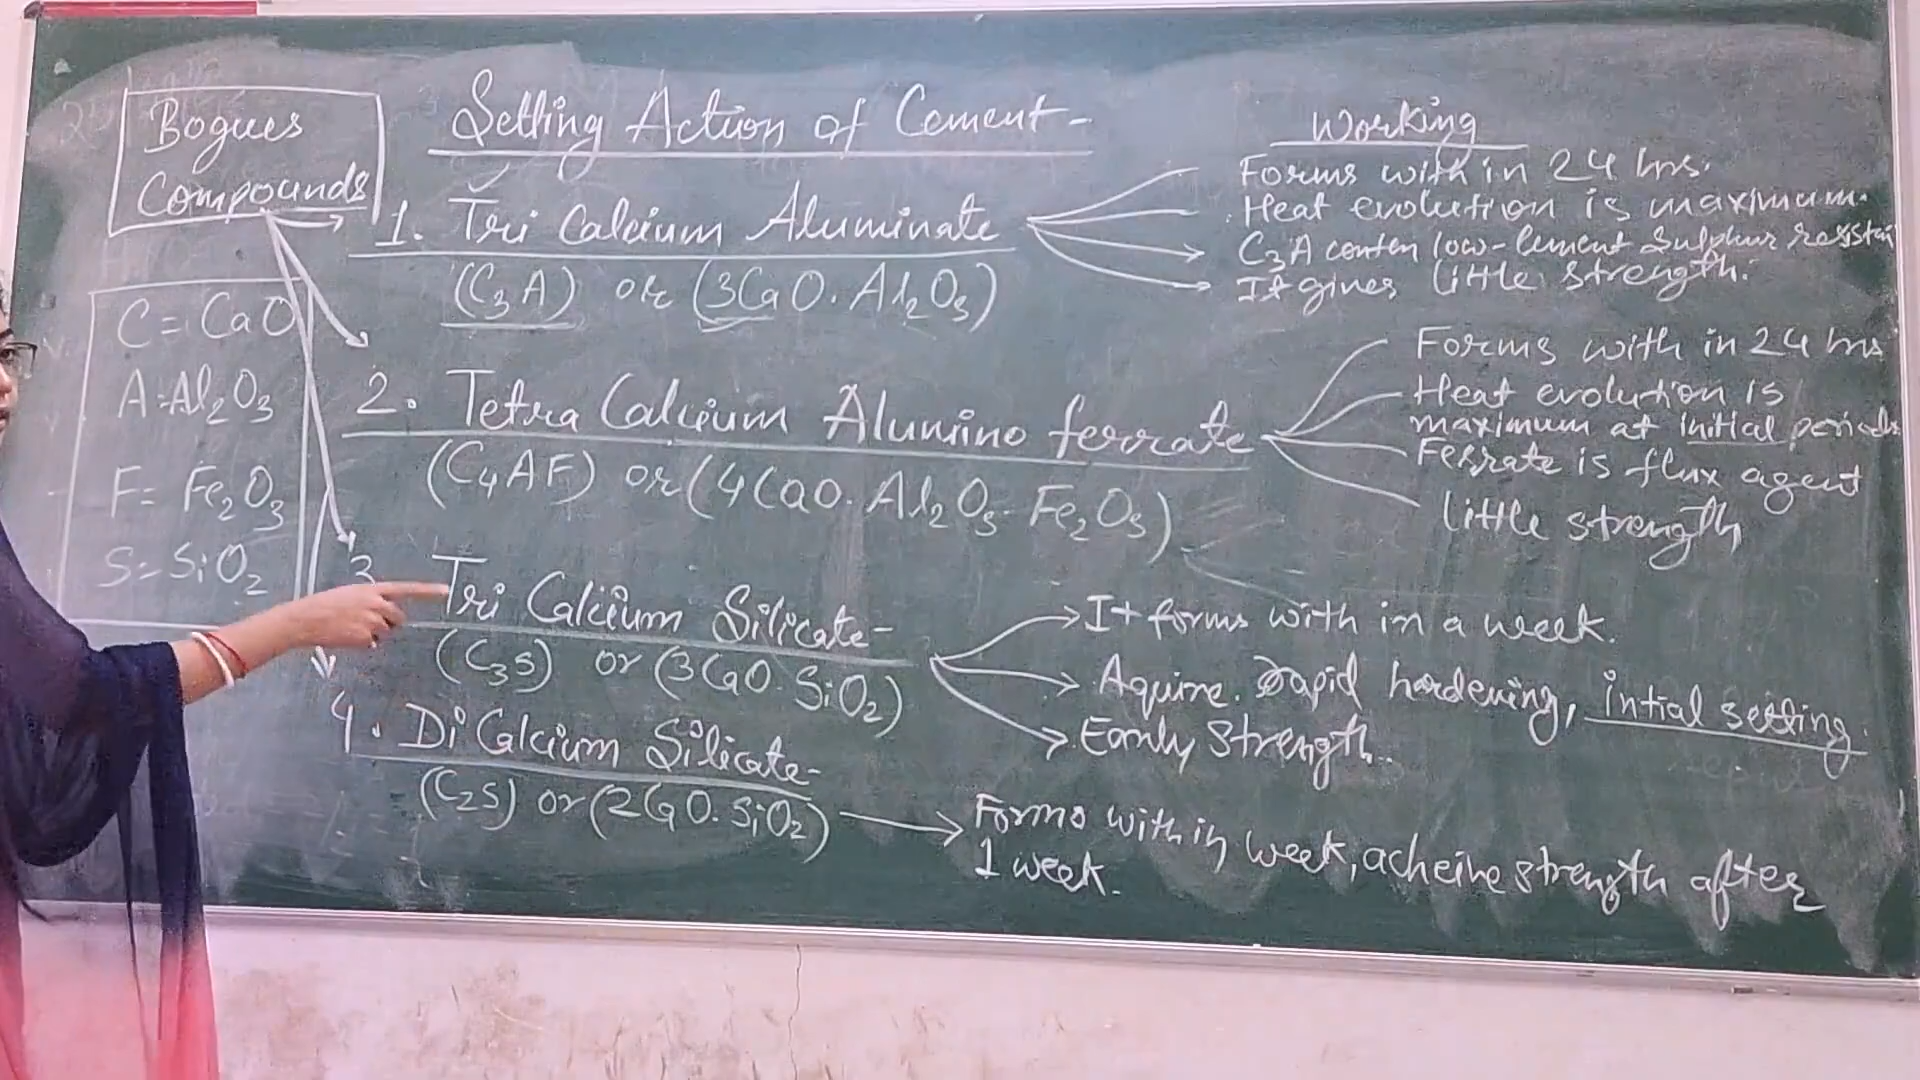 Bogues
Compounds
C = CaO
A = Al2O3
F = Fe2O3
S = SiO2
Setting Action of Cement -
1. Tri Calcium Aluminate
(C3A) or (3CaO. Al2O3)
Working
Forms with in 24 hrs.
Heat evolution is maximum.
C3A conten low- Cement Sulphur resistan
It gives little strength.
2. Tetra Calcium Alumino ferrate
(C4AF) or (4CaO. Al2O3. Fe2O3)
Forms with in 24 hrs
Heat evolution is
maximum at initial periods
Ferrate is flux agent
little strength
3 Tri Calcium Silicate -
(C3S) or (3CaO. SiO2)
It forms with in a week.
Aquire. rapid hardening, intial setting.
Early Strength.
4. Di Calcium Silicate -
(C2S) or (2CaO. SiO2)
Forms within week, acheive strength after
1 week.